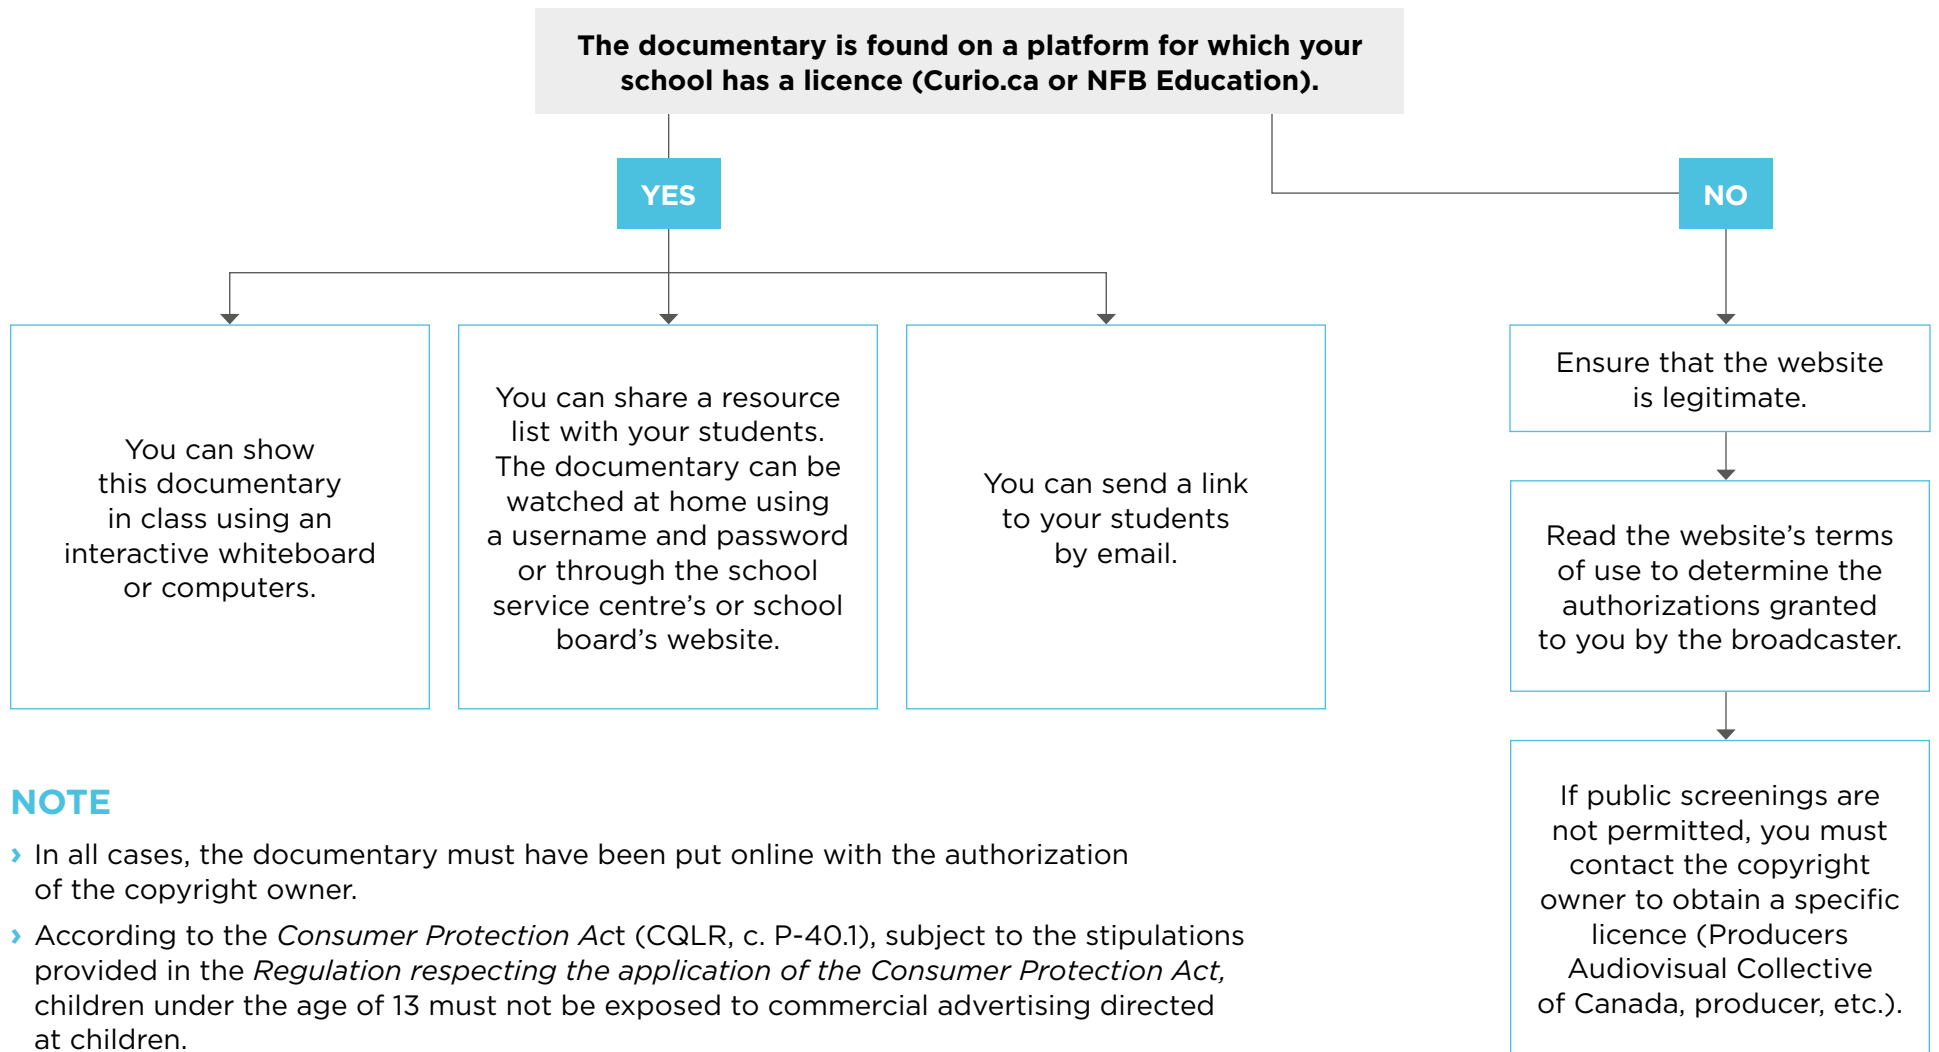 The documentary is found on a platform for which your
school has a licence (Curio.ca or NFB Education).
YES
NO
You can show
this documentary
in class using an
interactive whiteboard
or computers.
You can share a resource
list with your students.
The documentary can be
watched at home using
a username and password
or through the school
service centre’s or school
board’s website.
You can send a link
to your students
by email.
Ensure that the website
is legitimate.
Read the website’s terms
of use to determine the
authorizations granted
to you by the broadcaster.
If public screenings are
not permitted, you must
contact the copyright
owner to obtain a specific
licence (Producers
Audiovisual Collective
of Canada, producer, etc.).
NOTE
› In all cases, the documentary must have been put online with the authorization
of the copyright owner.
› According to the Consumer Protection Act (CQLR, c. P-40.1), subject to the stipulations
provided in the Regulation respecting the application of the Consumer Protection Act,
children under the age of 13 must not be exposed to commercial advertising directed
at children.